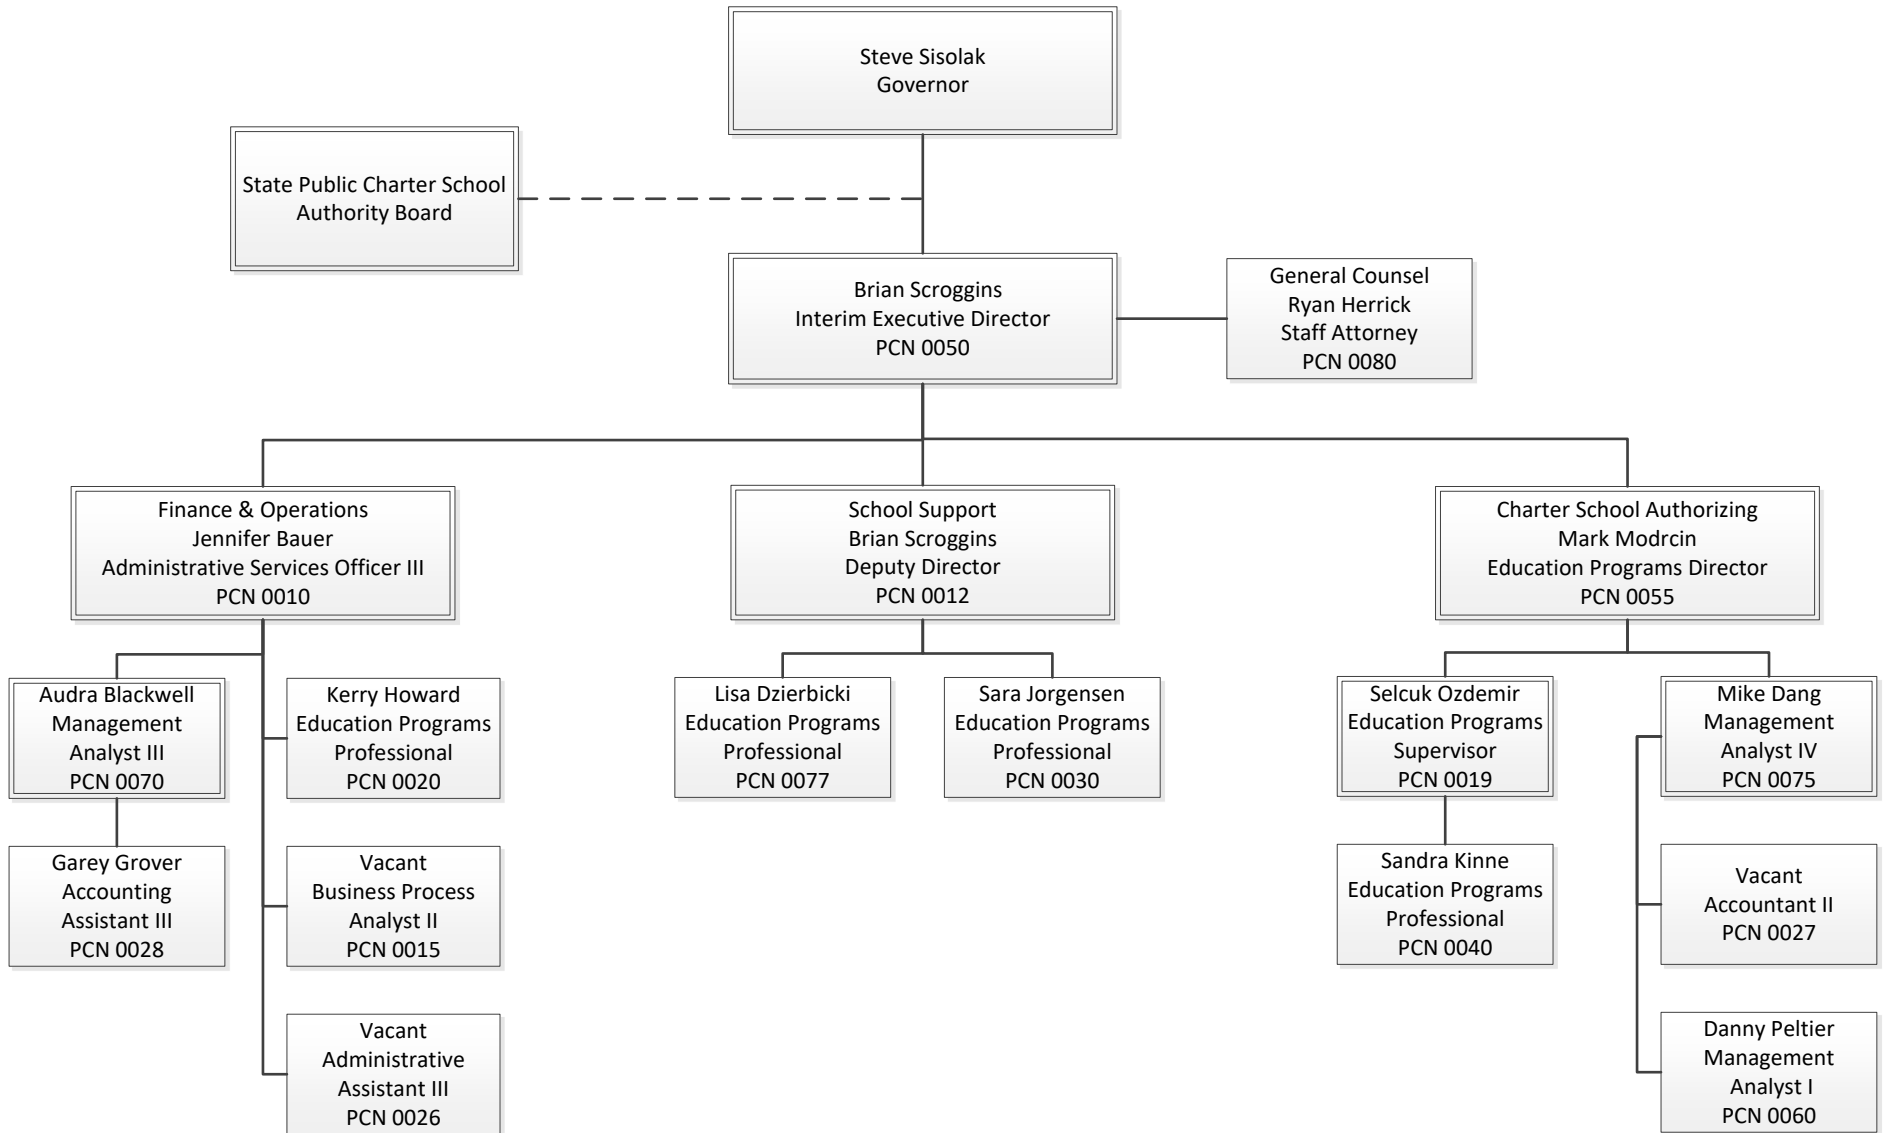 Steve Sisolak
Governor
State Public Charter School
Authority Board
Brian Scroggins
Interim Executive Director
PCN 0050
General Counsel
Ryan Herrick
Staff Attorney
PCN 0080
Finance & Operations
Jennifer Bauer
Administrative Services Officer III
PCN 0010
School Support
Brian Scroggins
Deputy Director
PCN 0012
Charter School Authorizing
Mark Modrcin
Education Programs Director
PCN 0055
Audra Blackwell
Management
Analyst III
PCN 0070
Kerry Howard
Education Programs
Professional
PCN 0020
Lisa Dzierbicki
Education Programs
Professional
PCN 0077
Sara Jorgensen
Education Programs
Professional
PCN 0030
Selcuk Ozdemir
Education Programs
Supervisor
PCN 0019
Mike Dang
Management
Analyst IV
PCN 0075
Garey Grover
Accounting
Assistant III
PCN 0028
Vacant
Business Process
Analyst II
PCN 0015
Sandra Kinne
Education Programs
Professional
PCN 0040
Vacant
Accountant II
PCN 0027
Vacant
Administrative
Assistant III
PCN 0026
Danny Peltier
Management
Analyst I
PCN 0060